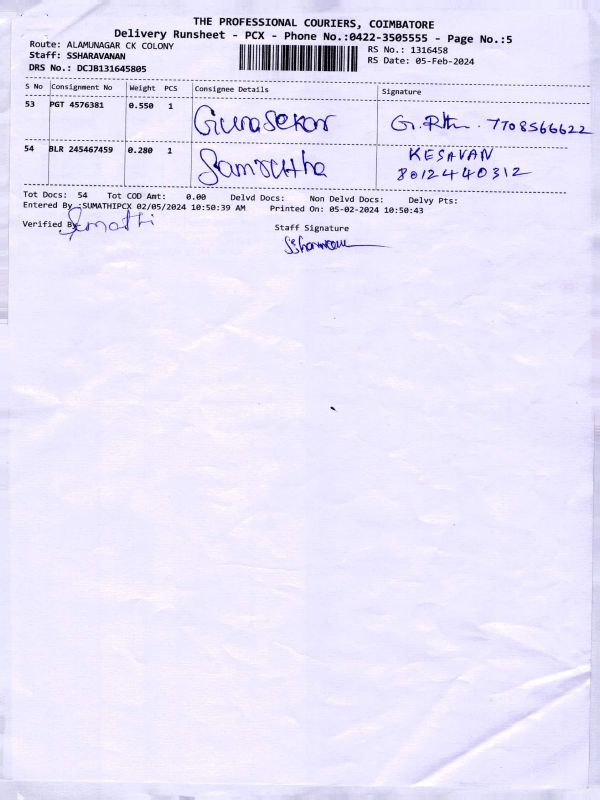 THE PROFESSIONAL COURIERS, COIMBATORE
Delivery Runsheet - PCX - Phone No.:0422-3505555 - Page No.:5
Route: ALAMUNAGAR CK COLONY
Staff: SSHARAVANAN
DRS No.: DCJB131645805
RS No.: 1316458
RS Date: 05-Feb-2024
S No Consignment No Weight PCS Consignee Details Signature
53 PGT 4576381 0.550 1 Gunasekar 7708566622
54 BLR 245467459 0.280 1 Samrutha KESAVAN
8012440312
Tot Docs: 54 Tot COD Amt: 0.00 Delvd Docs: Non Delvd Docs: Delvy Pts:
Entered By :SUMATHIPCX 02/05/2024 10:50:39 AM Printed On: 05-02-2024 10:50:43
Verified By Sumathi
Staff Signature